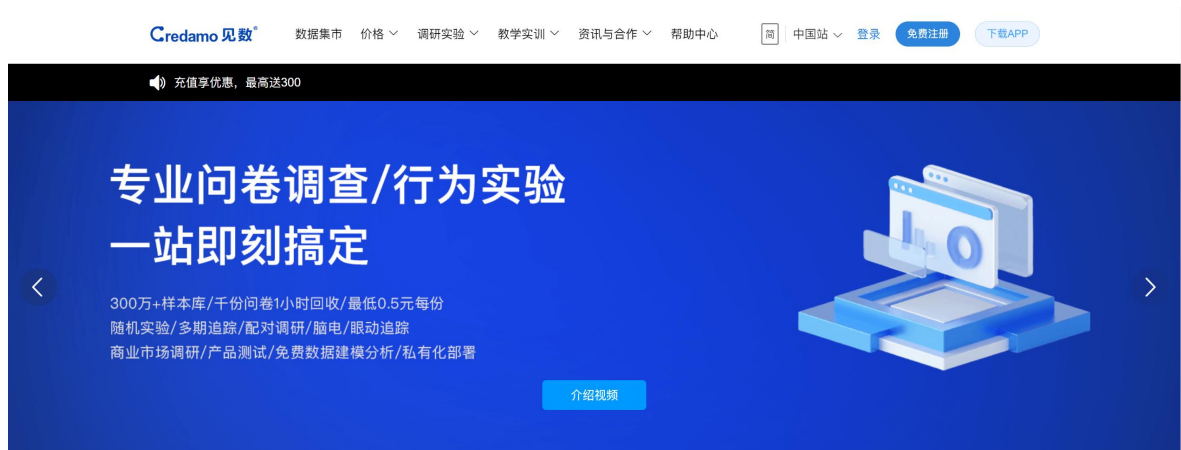 Credamo 见数®
数据集市 价格 调研实验 教学实训 资讯与合作 帮助中心 简 中国站 登录 免费注册 下载APP
充值享优惠，最高送300
专业问卷调查/行为实验
一站即刻搞定
300万+样本库/千份问卷1小时回收/最低0.5元每份
随机实验/多期追踪/配对调研/脑电/眼动追踪
商业市场调研/产品测试/免费数据建模分析/私有化部署
介绍视频